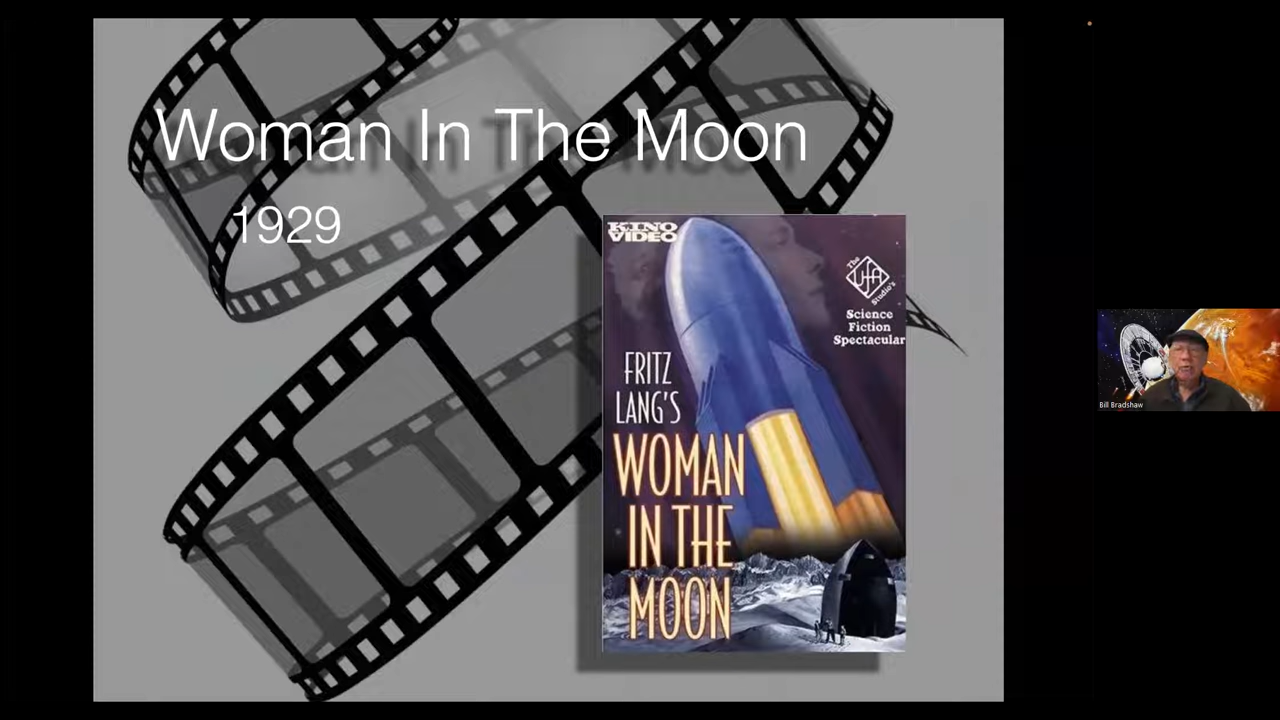 Woman In The Moon
1929
KINO
VIDEO
The
UFA
Studio's
Science
Fiction
Spectacular
FRITZ
LANG'S
WOMAN
IN THE
MOON
Bill Bradshaw